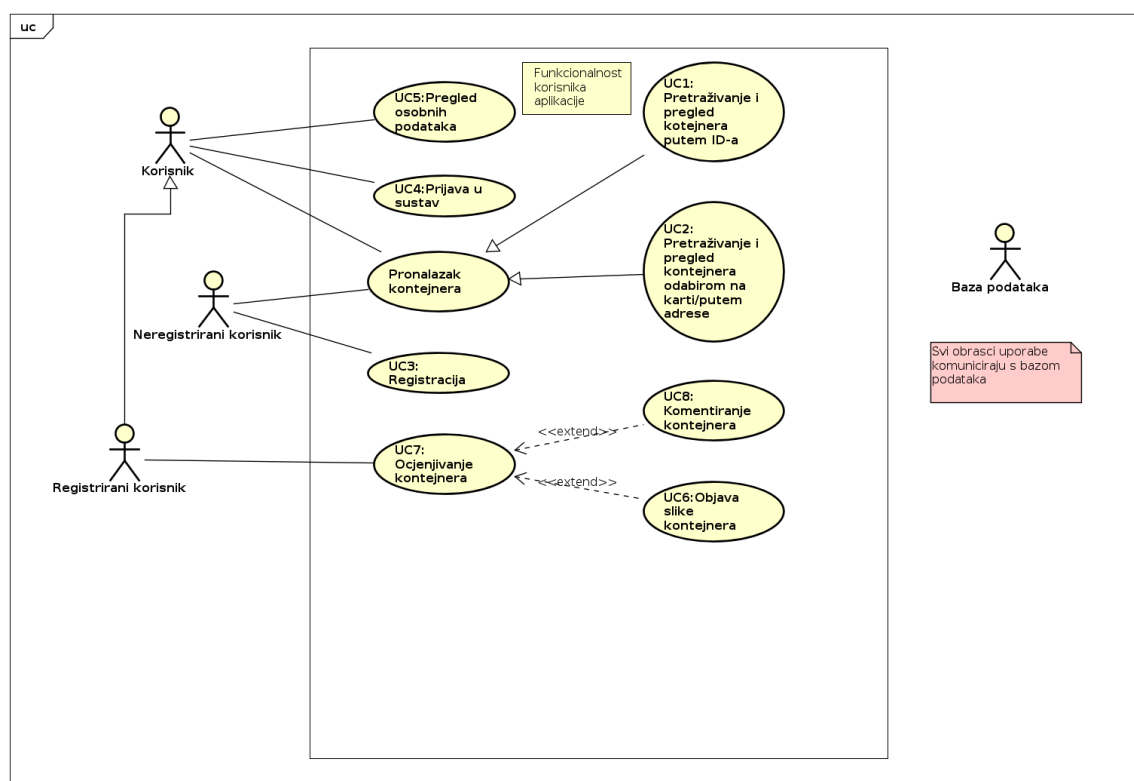 uc
Funkcionalnost
korisnika
aplikacije
UC5:Pregled
osobnih
podataka
UC1:
Pretraživanje i
pregled
kotejnera
putem ID-a
Korisnik
UC4:Prijava u
sustav
UC2:
Pretraživanje i
pregled
kontejnera
odabirom na
karti/putem
adrese
Pronalazak
kontejnera
Baza podataka
Neregistrirani korisnik
Svi obrasci uporabe
komuniciraju s bazom
podataka
UC3:
Registracija
UC8:
Komentiranje
kontejnera
<<extend>>
UC7:
Ocjenjivanje
kontejnera
Registrirani korisnik
<<extend>>
UC6:Objava
slike
kontejnera